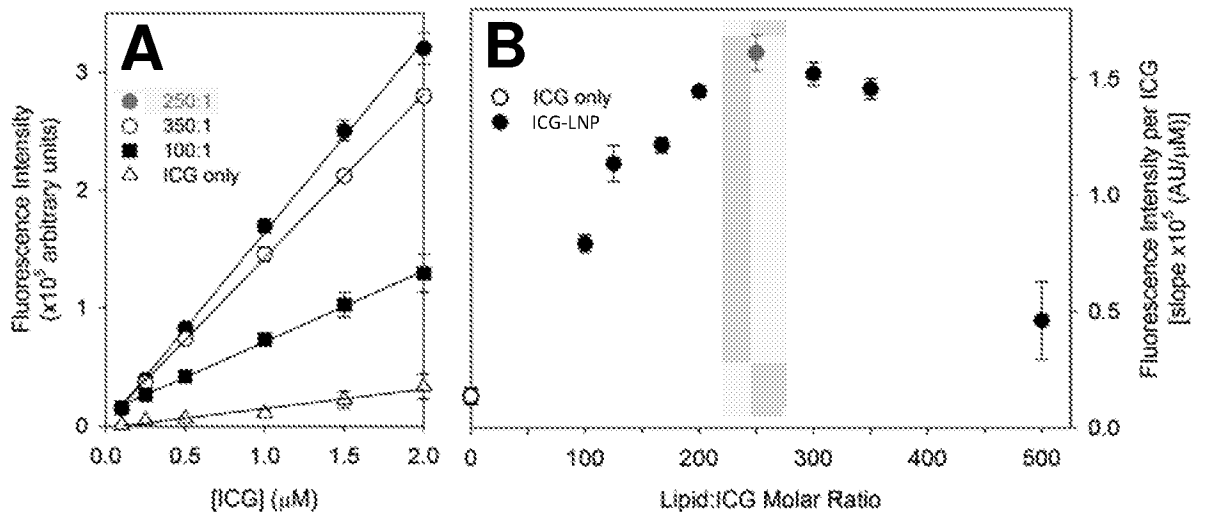 A
Fluorescence Intensity
(x10⁵ arbitrary units)
3
2
1
0
250:1
350:1
100:1
ICG only
0.0 0.5 1.0 1.5 2.0
[ICG] (μM)
B
ICG only
ICG-LNP
0 100 200 300 400 500
Lipid:ICG Molar Ratio
1.5
1.0
0.5
0.0
Fluorescence Intensity per ICG
[slope x10⁵ (AU/μM)]